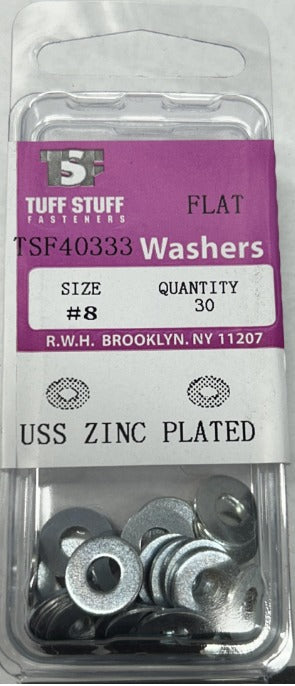 TSF
TUFF STUFF
FASTENERS
FLAT
TSF40333 Washers
SIZE QUANTITY
#8 30
R.W.H. BROOKLYN. NY 11207
USS ZINC PLATED